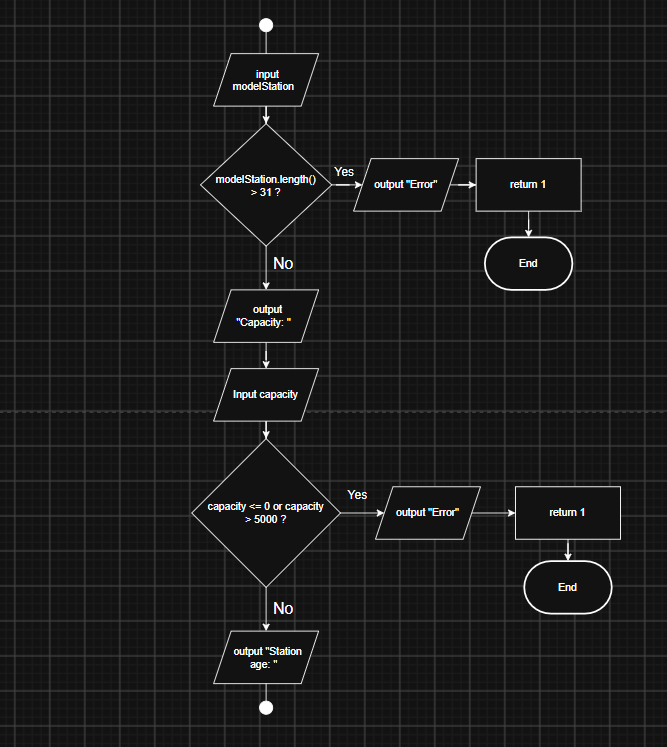 input
modelStation
modelStation.length()
> 31 ?
Yes
output "Error"
return 1
End
No
output
"Capacity: "
Input capacity
capacity <= 0 or capacity
> 5000 ?
Yes
output "Error"
return 1
End
No
output "Station
age: "